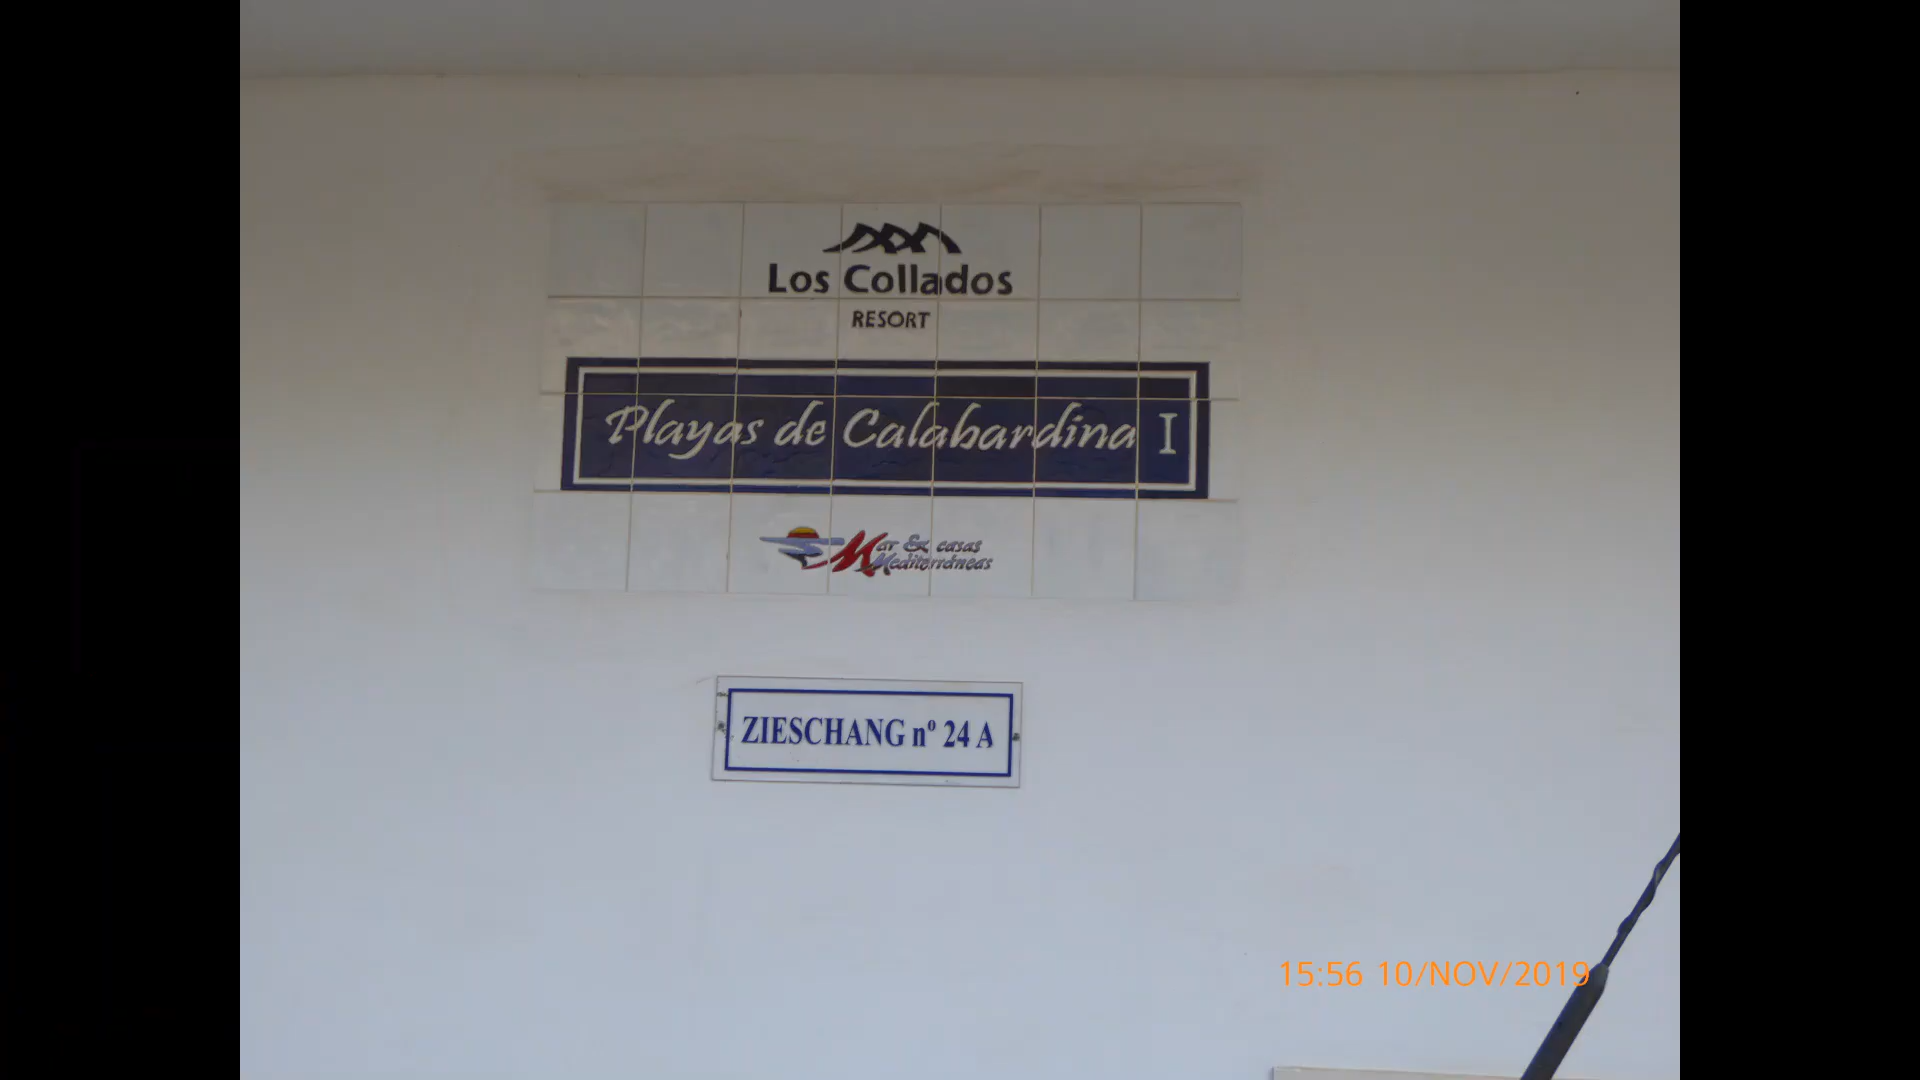 Los Collados
RESORT
Playas de Calabardina I
Mar & casas
Mediterráneas
ZIESCHANG nº 24 A
15:56 10/NOV/2019